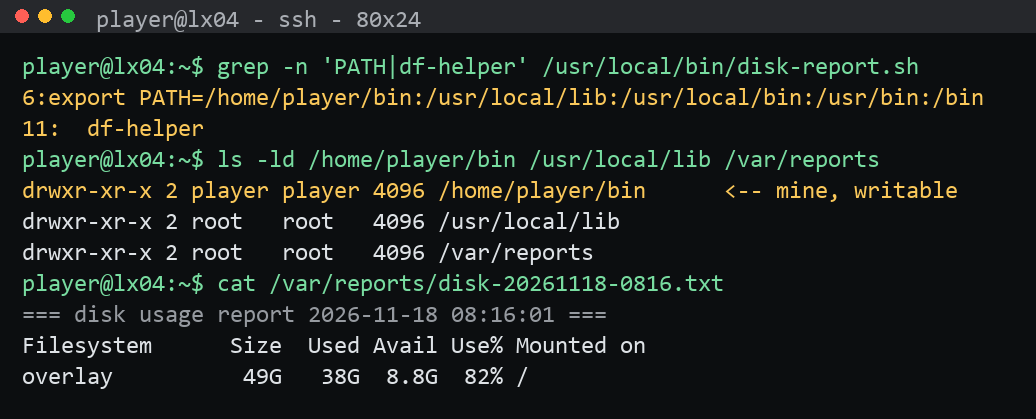 player@lx04 - ssh - 80x24
player@lx04:~$ grep -n 'PATH|df-helper' /usr/local/bin/disk-report.sh
6:export PATH=/home/player/bin:/usr/local/lib:/usr/local/bin:/usr/bin:/bin
11:  df-helper
player@lx04:~$ ls -ld /home/player/bin /usr/local/lib /var/reports
drwxr-xr-x 2 player player 4096 /home/player/bin      <-- mine, writable
drwxr-xr-x 2 root   root   4096 /usr/local/lib
drwxr-xr-x 2 root   root   4096 /var/reports
player@lx04:~$ cat /var/reports/disk-20261118-0816.txt
=== disk usage report 2026-11-18 08:16:01 ===
Filesystem      Size  Used Avail Use% Mounted on
overlay          49G   38G  8.8G  82% /